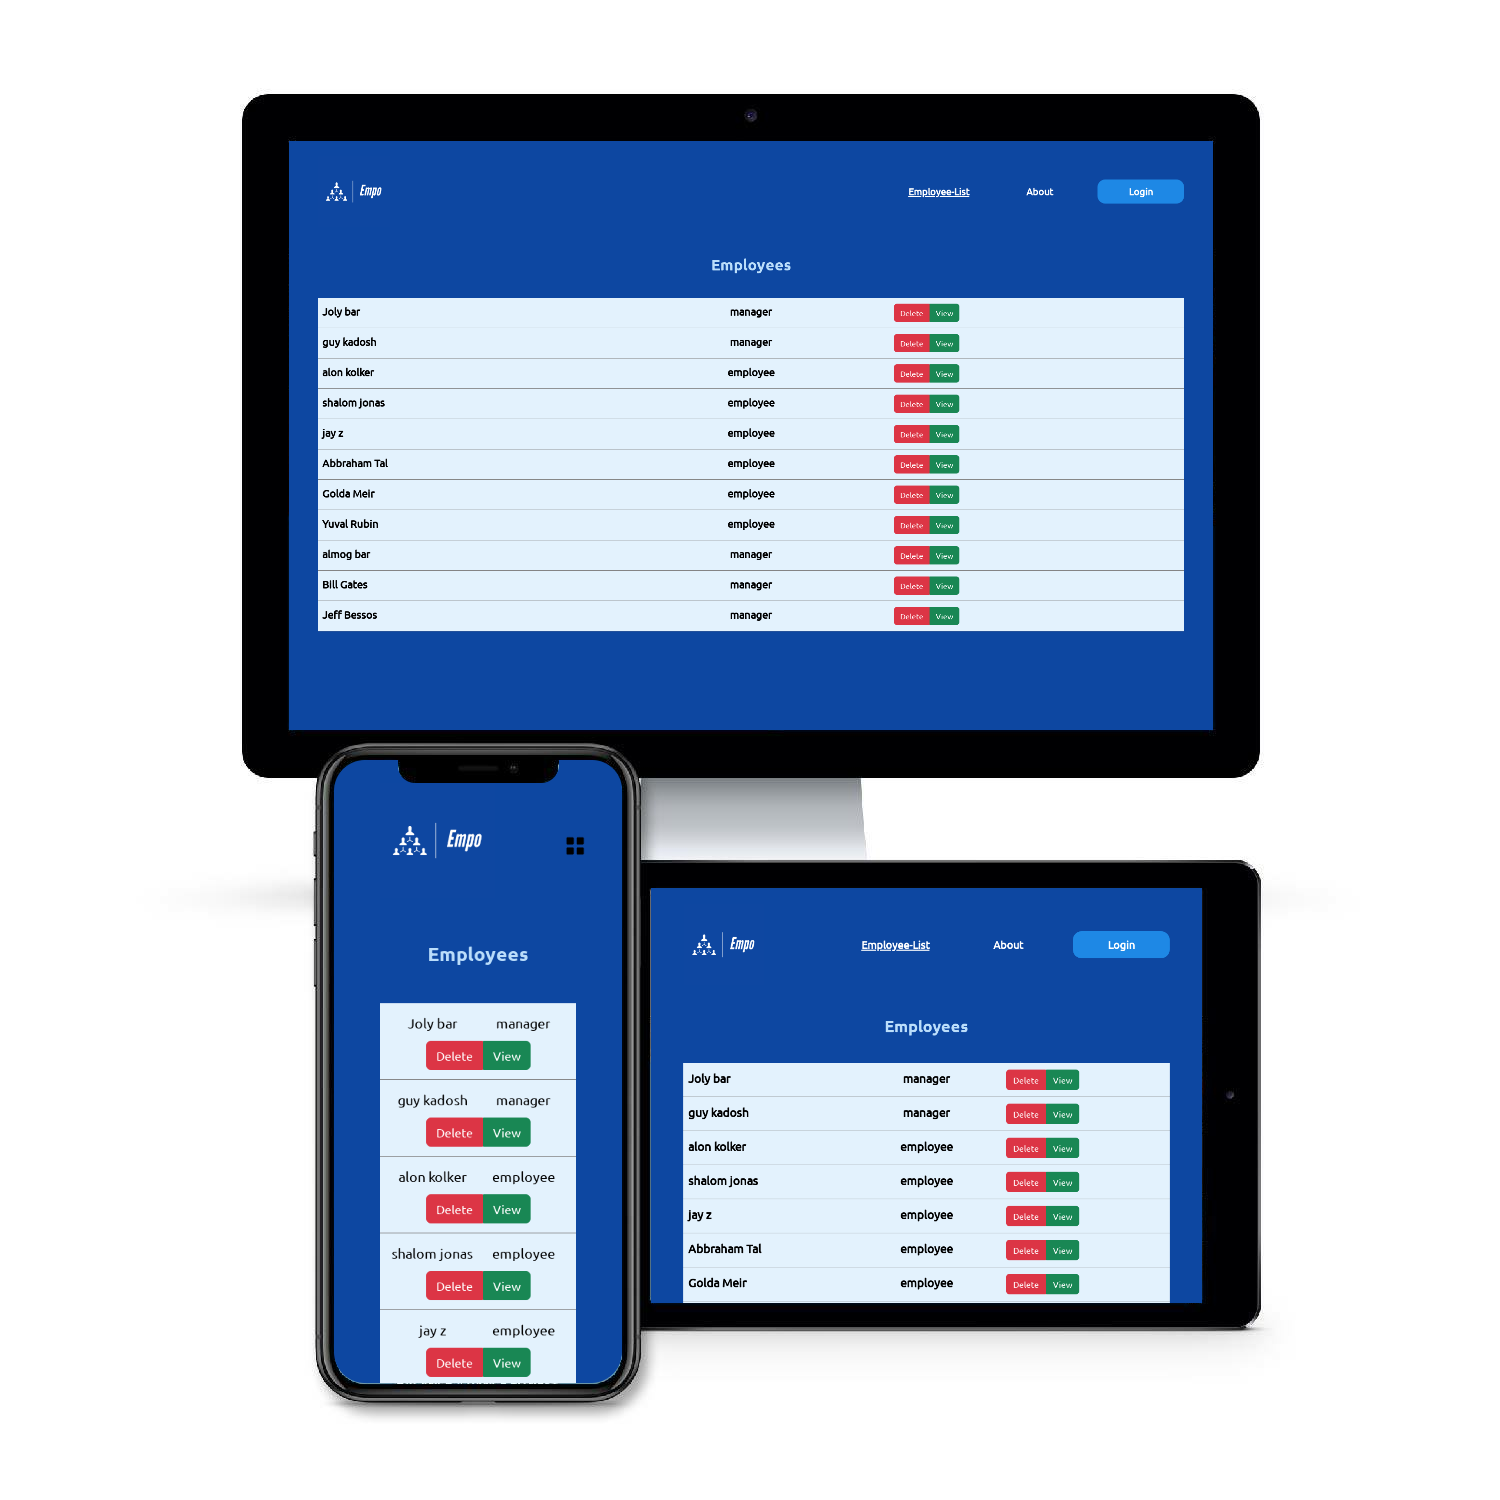 Empo Employee-List About Login
Employees
Joly bar manager Delete View
guy kadosh manager Delete View
alon kolker employee Delete View
shalom jonas employee Delete View
jay z employee Delete View
Abbraham Tal employee Delete View
Golda Meir employee Delete View
Yuval Rubin employee Delete View
almog bar manager Delete View
Bill Gates manager Delete View
Jeff Bessos manager Delete View
Empo
Employees
Joly bar manager
Delete View
guy kadosh manager
Delete View
alon kolker employee
Delete View
shalom jonas employee
Delete View
jay z employee
Delete View
Empo Employee-List About Login
Employees
Joly bar manager Delete View
guy kadosh manager Delete View
alon kolker employee Delete View
shalom jonas employee Delete View
jay z employee Delete View
Abbraham Tal employee Delete View
Golda Meir employee Delete View